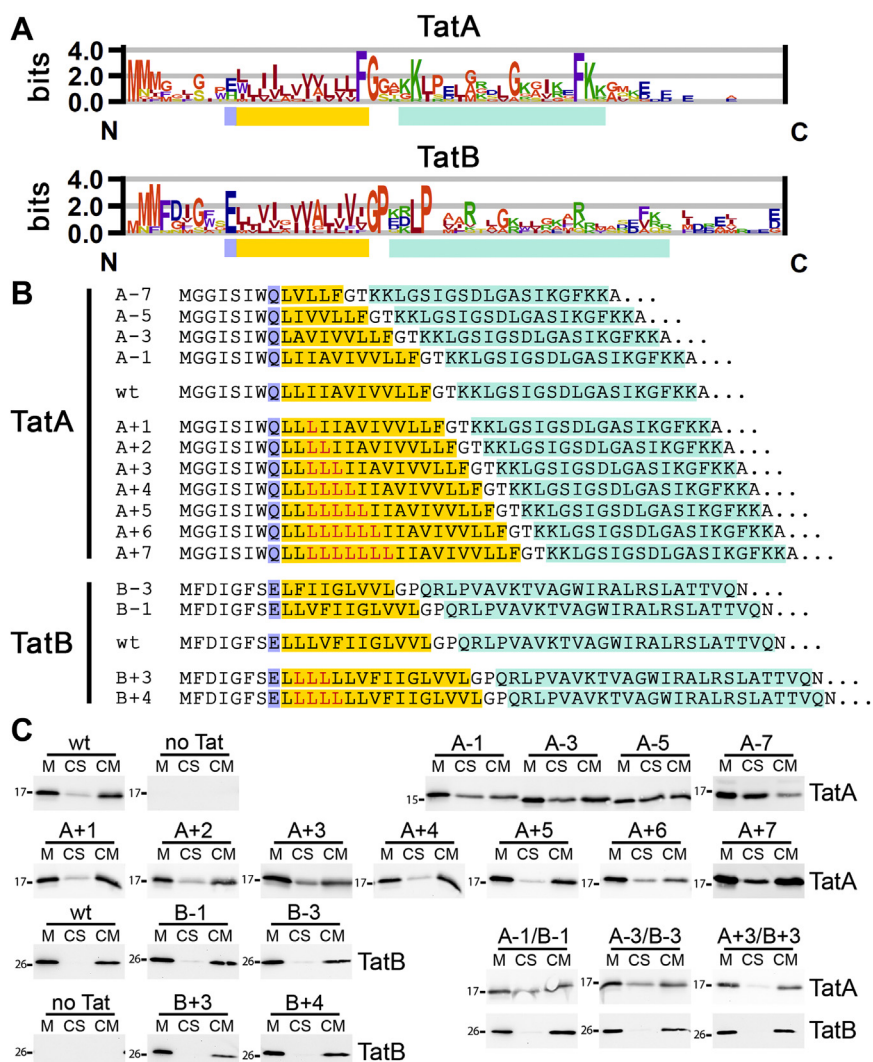 A
TatA
bits
4.0
2.0
0.0
N
C
TatB
bits
4.0
2.0
0.0
N
C
B
TatA
A-7 MGGISIWQLVLLFGTKKLGSIGSDLGASIKGFKKA...
A-5 MGGISIWQLIVVLLFGTKKLGSIGSDLGASIKGFKKA...
A-3 MGGISIWQLAVIVVLLFGTKKLGSIGSDLGASIKGFKKA...
A-1 MGGISIWQLIIAVIVVLLFGTKKLGSIGSDLGASIKGFKKA...
wt MGGISIWQLLIIAVIVVLLFGTKKLGSIGSDLGASIKGFKKA...
A+1 MGGISIWQLLLIIAVIVVLLFGTKKLGSIGSDLGASIKGFKKA...
A+2 MGGISIWQLLLLIIAVIVVLLFGTKKLGSIGSDLGASIKGFKKA...
A+3 MGGISIWQLLLLLIIAVIVVLLFGTKKLGSIGSDLGASIKGFKKA...
A+4 MGGISIWQLLLLLLIIAVIVVLLFGTKKLGSIGSDLGASIKGFKKA...
A+5 MGGISIWQLLLLLLLIIAVIVVLLFGTKKLGSIGSDLGASIKGFKKA...
A+6 MGGISIWQLLLLLLLLIIAVIVVLLFGTKKLGSIGSDLGASIKGFKKA...
A+7 MGGISIWQLLLLLLLLLIIAVIVVLLFGTKKLGSIGSDLGASIKGFKKA...
TatB
B-3 MFDIGFSELFIIGLVVLGPQRLPVAVKTVAGWIRALRSLATTVQN...
B-1 MFDIGFSELLVFIIGLVVLGPQRLPVAVKTVAGWIRALRSLATTVQN...
wt MFDIGFSELLLVFIIGLVVLGPQRLPVAVKTVAGWIRALRSLATTVQN...
B+3 MFDIGFSELLLLLLVFIIGLVVLGPQRLPVAVKTVAGWIRALRSLATTVQN...
B+4 MFDIGFSELLLLLLLVFIIGLVVLGPQRLPVAVKTVAGWIRALRSLATTVQN...
C
wt no Tat A-1 A-3 A-5 A-7
M CS CM M CS CM M CS CM M CS CM M CS CM M CS CM
17 17 15 17 TatA
A+1 A+2 A+3 A+4 A+5 A+6 A+7
M CS CM M CS CM M CS CM M CS CM M CS CM M CS CM M CS CM
17 17 17 17 17 17 17 TatA
wt B-1 B-3
M CS CM M CS CM M CS CM
26 26 26 TatB
no Tat B+3 B+4
M CS CM M CS CM M CS CM
26 26 26 TatB
A-1/B-1 A-3/B-3 A+3/B+3
M CS CM M CS CM M CS CM
17 17 17 TatA
26 26 26 TatB